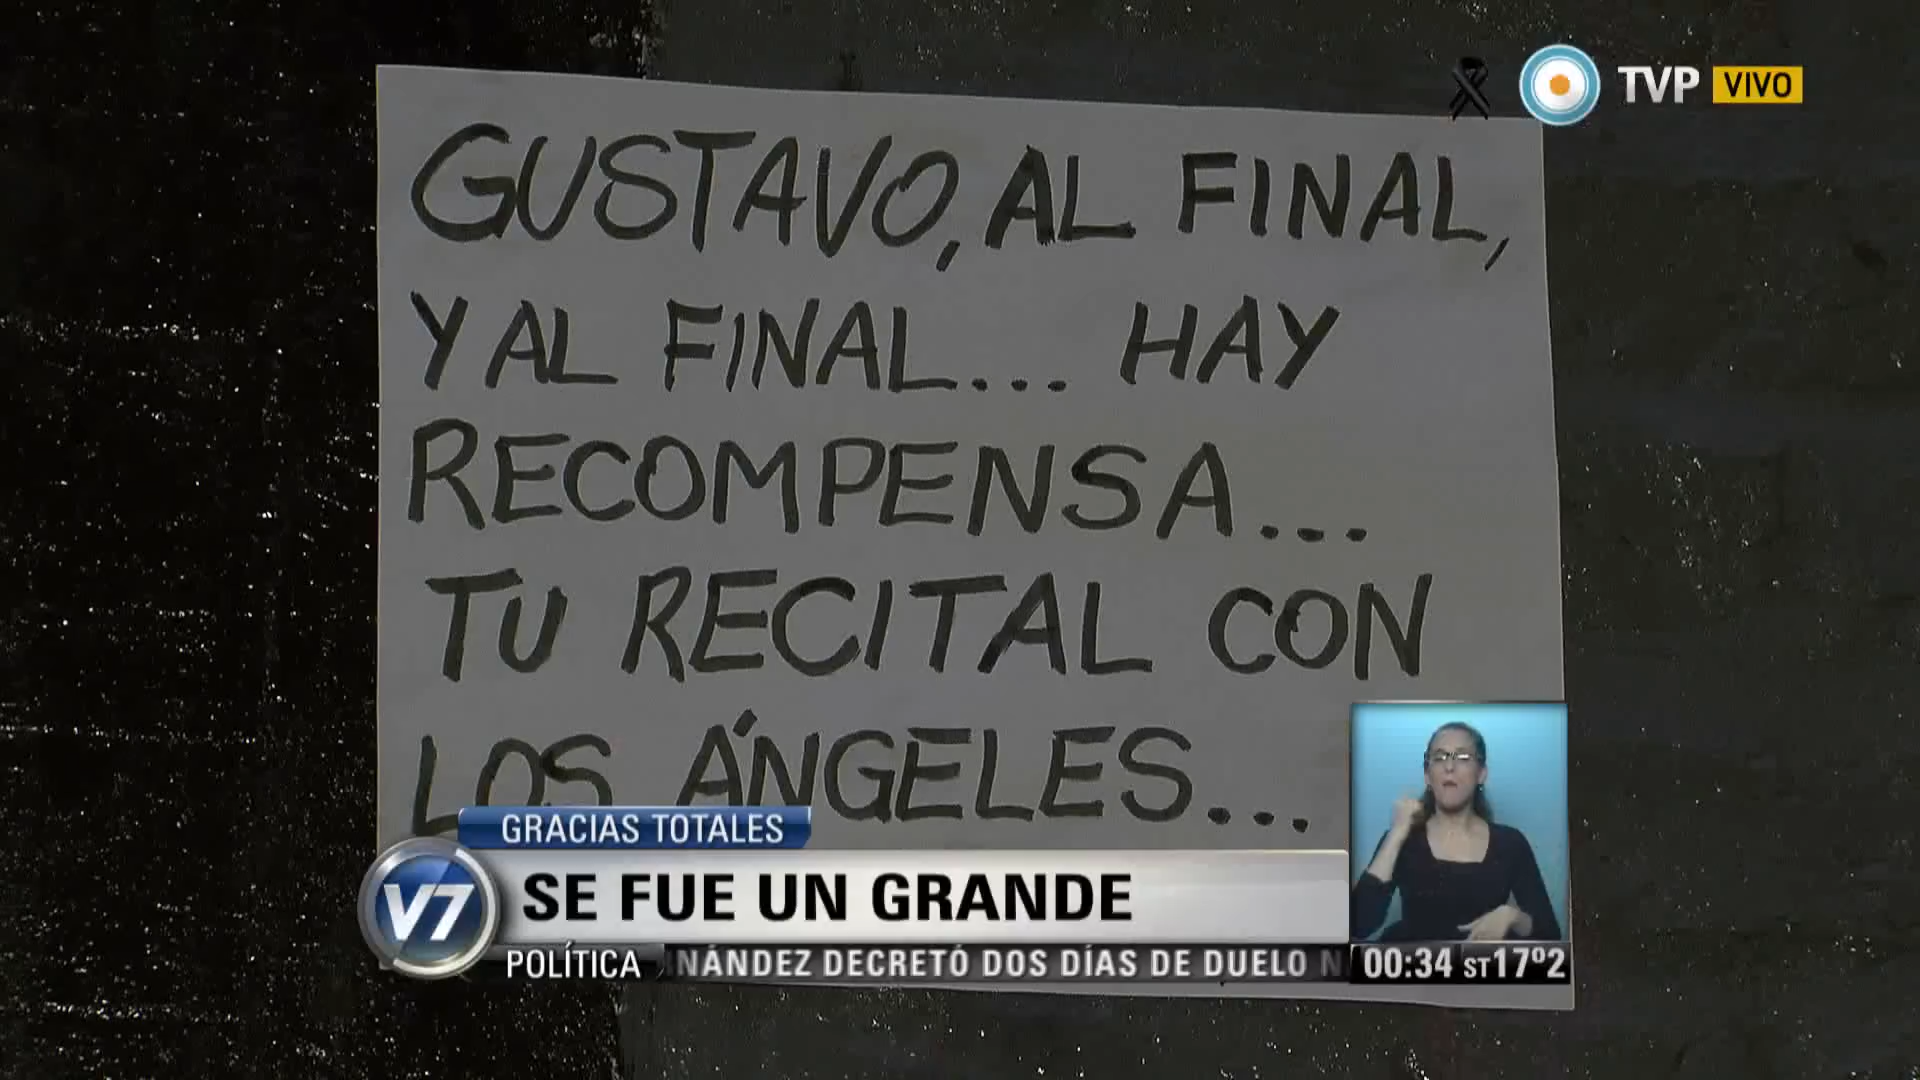 TVP VIVO
GUSTAVO, AL FINAL,
Y AL FINAL... HAY
RECOMPENSA...
TU RECITAL CON
LOS ÁNGELES...
GRACIAS TOTALES
V7
SE FUE UN GRANDE
POLÍTICA NÁNDEZ DECRETÓ DOS DÍAS DE DUELO N 00:34 ST17º2